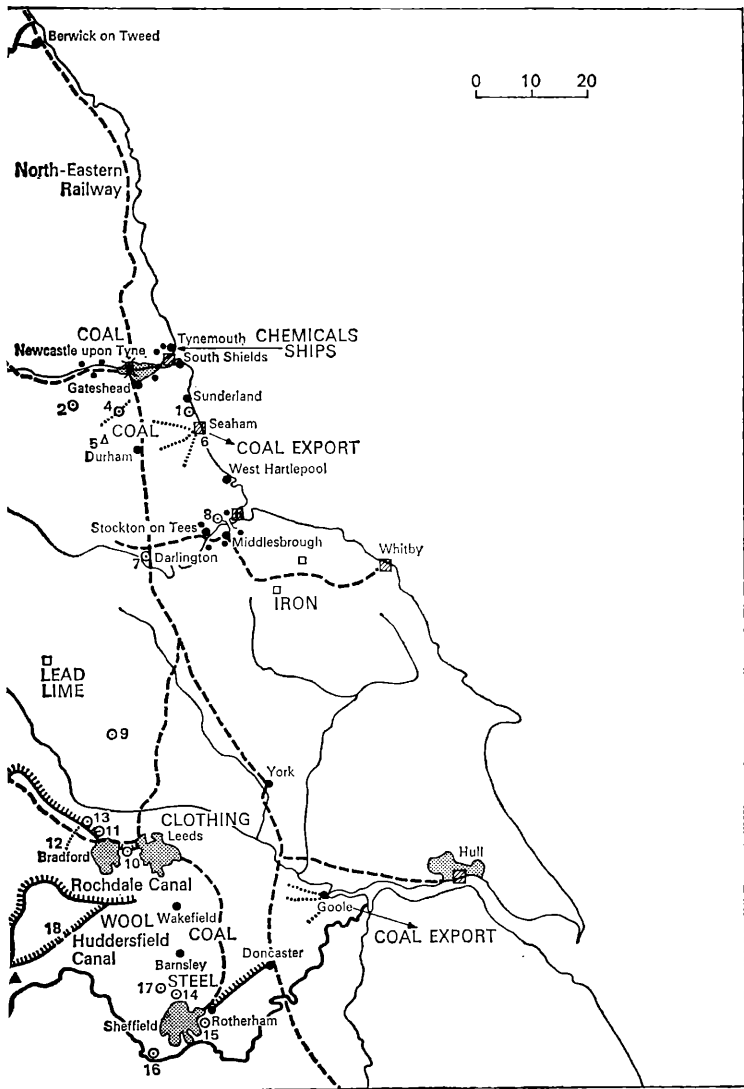 Berwick on Tweed
0 10 20
North-Eastern
Railway
COAL
Tynemouth
CHEMICALS
SHIPS
Newcastle upon Tyne
South Shields
Gateshead
Sunderland
2
4
1
Seaham
5
COAL
6
COAL EXPORT
Durham
West Hartlepool
8
Stockton on Tees
Middlesbrough
Whitby
7
Darlington
IRON
LEAD
LIME
9
York
13
11
CLOTHING
12
Leeds
Bradford
10
Hull
Rochdale Canal
Goole
18
WOOL
Wakefield
Huddersfield
Canal
COAL
COAL EXPORT
Barnsley
Doncaster
STEEL
17
14
Sheffield
Rotherham
15
16